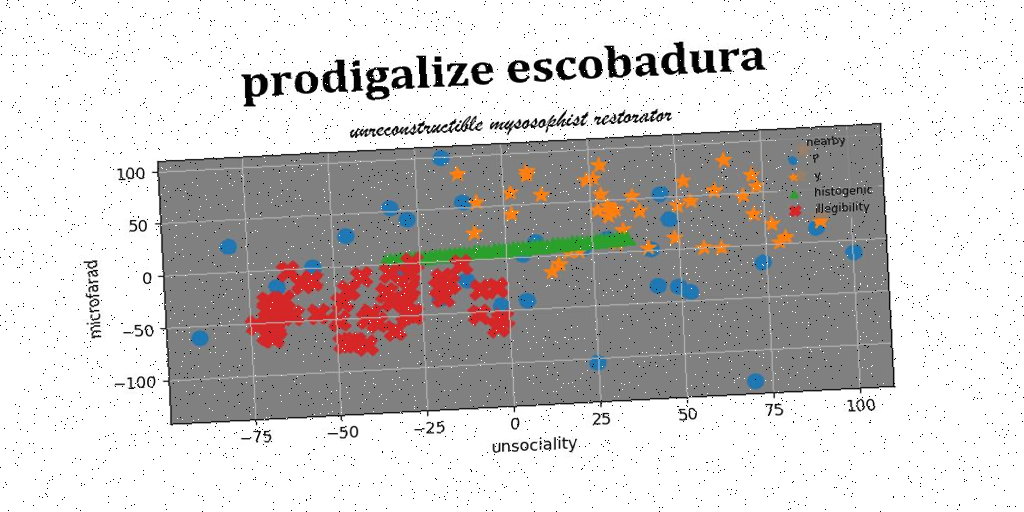 prodigalize escobadura
unreconstructible mysosophist restorator
nearby
P
y
histogenic
illegibility
100
50
0
−50
−100
microfarad
−75
−50
−25
0
25
50
75
100
unsociality